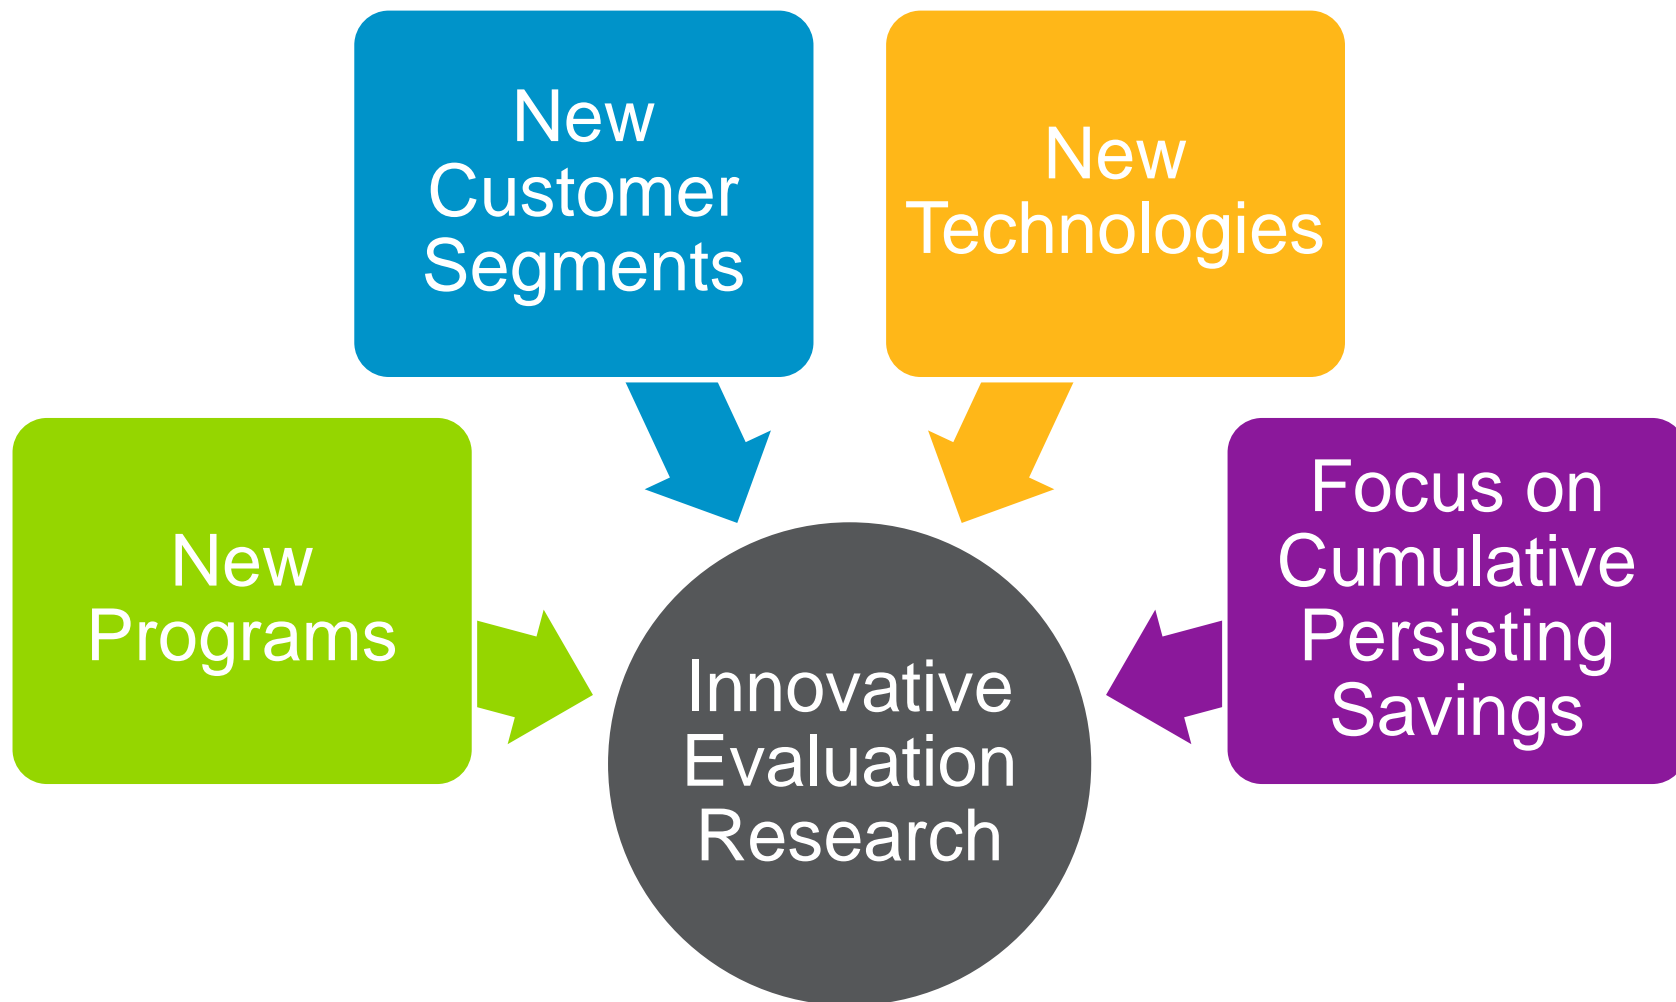 New
Customer
Segments
New
Technologies
New
Programs
Focus on
Cumulative
Persisting
Savings
Innovative
Evaluation
Research